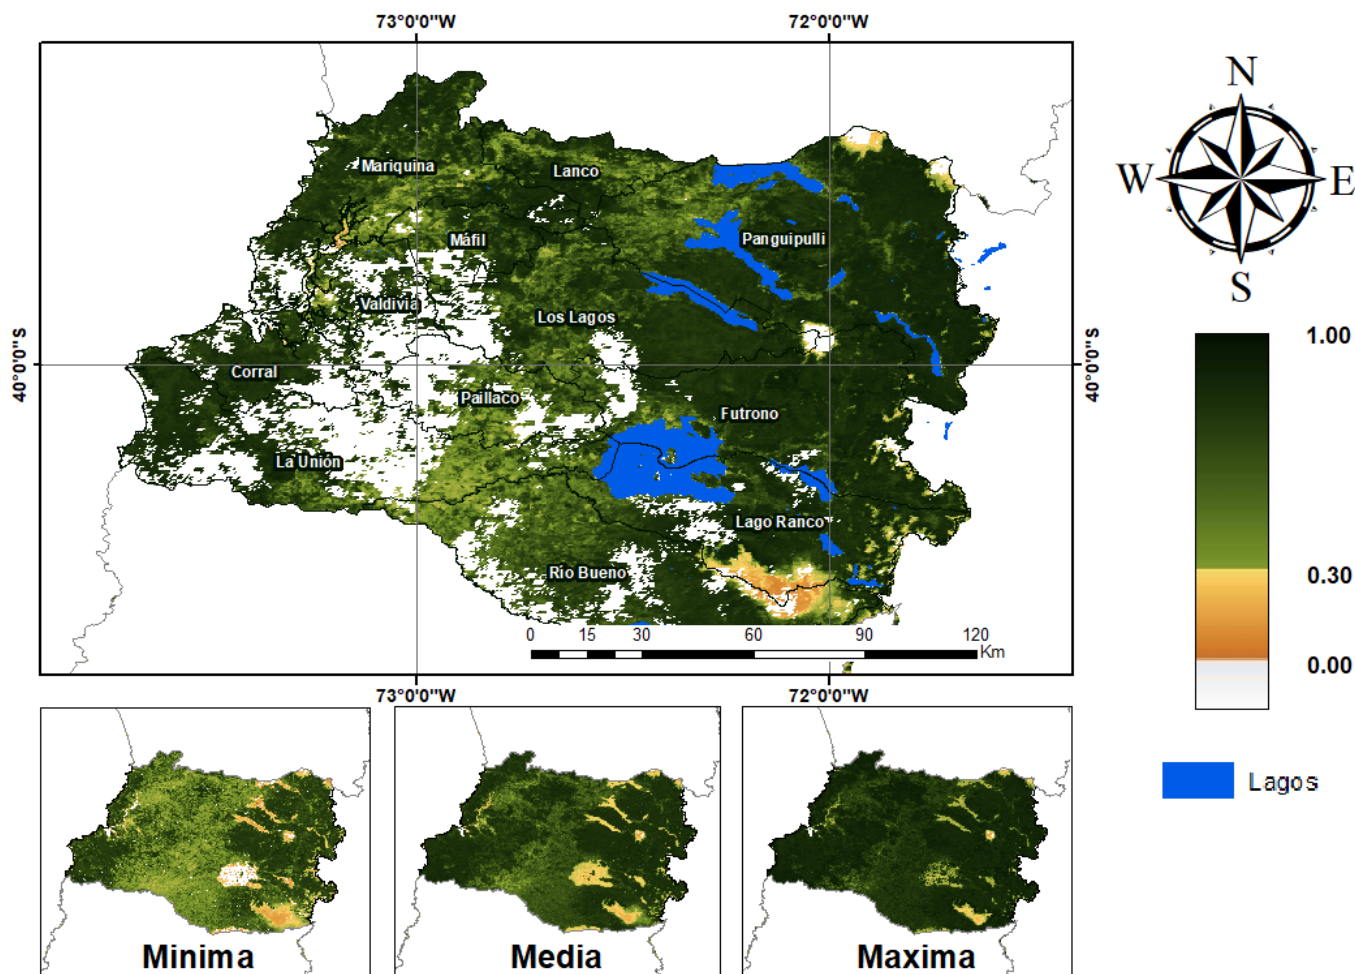 73°0'0"W
72°0'0"W
N
W
E
S
Mariquina
Lanco
Máfil
Panguipulli
Valdivia
Los Lagos
40°0'0"S
40°0'0"S
Corral
Paillaco
Futrono
La Unión
Lago Ranco
Río Bueno
0 15 30 60 90 120
Km
73°0'0"W
72°0'0"W
1.00
0.30
0.00
Lagos
Minima
Media
Maxima